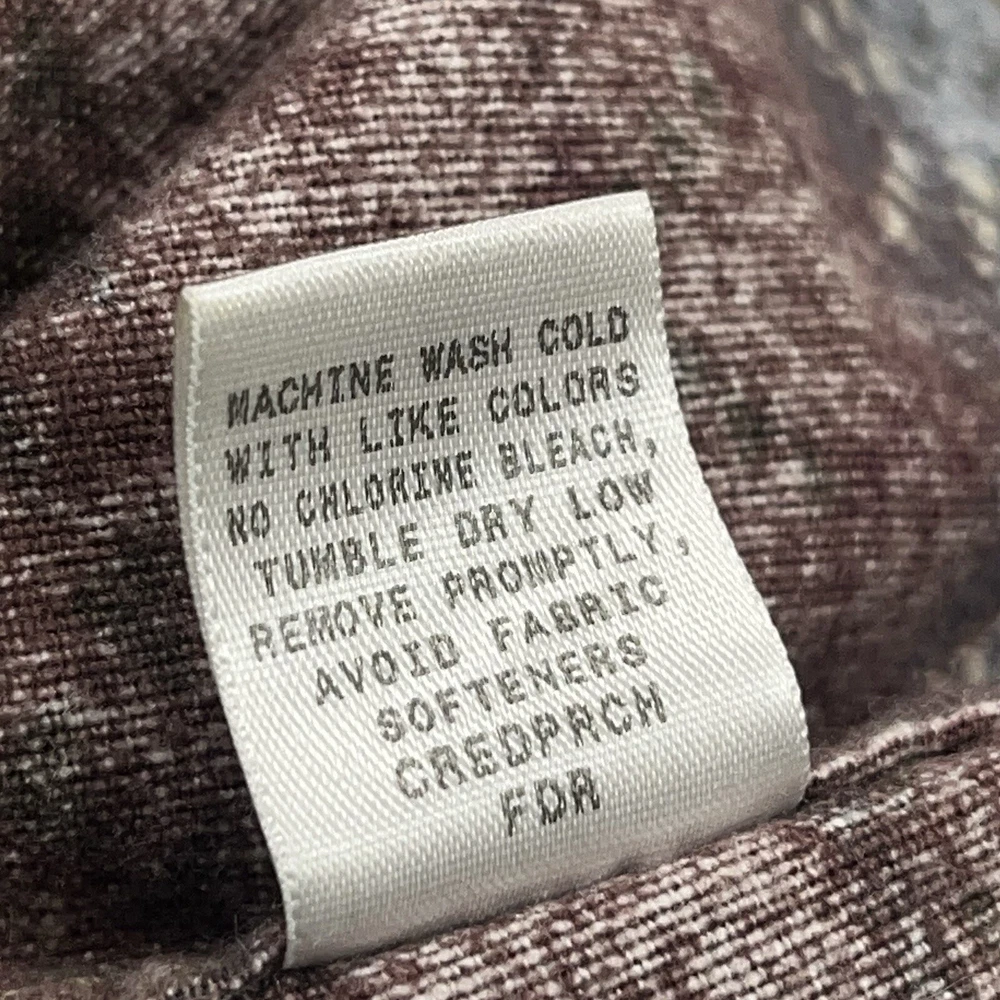 MACHINE WASH COLD
WITH LIKE COLORS
NO CHLORINE BLEACH,
TUMBLE DRY LOW
REMOVE PROMPTLY,
AVOID FABRIC
SOFTENERS
CREDPRCH
FDR